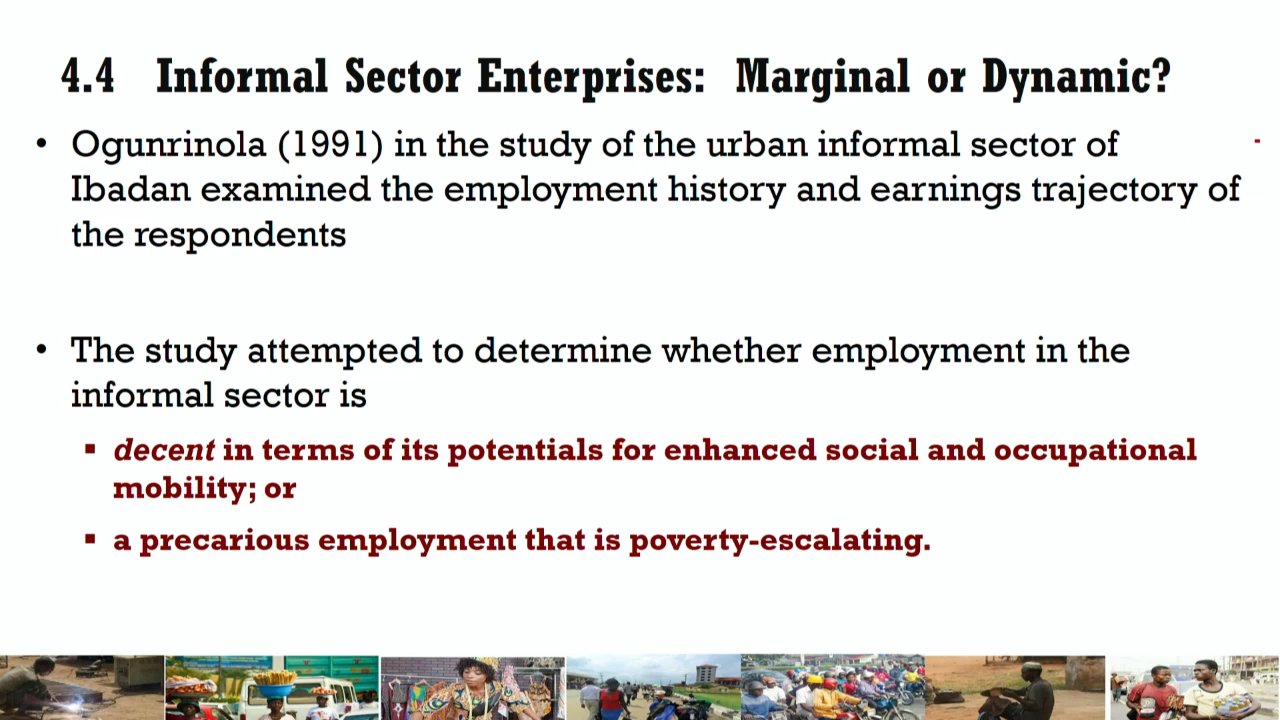 4.4 Informal Sector Enterprises: Marginal or Dynamic?
• Ogunrinola (1991) in the study of the urban informal sector of
Ibadan examined the employment history and earnings trajectory of
the respondents
• The study attempted to determine whether employment in the
informal sector is
▪ decent in terms of its potentials for enhanced social and occupational
mobility; or
▪ a precarious employment that is poverty-escalating.